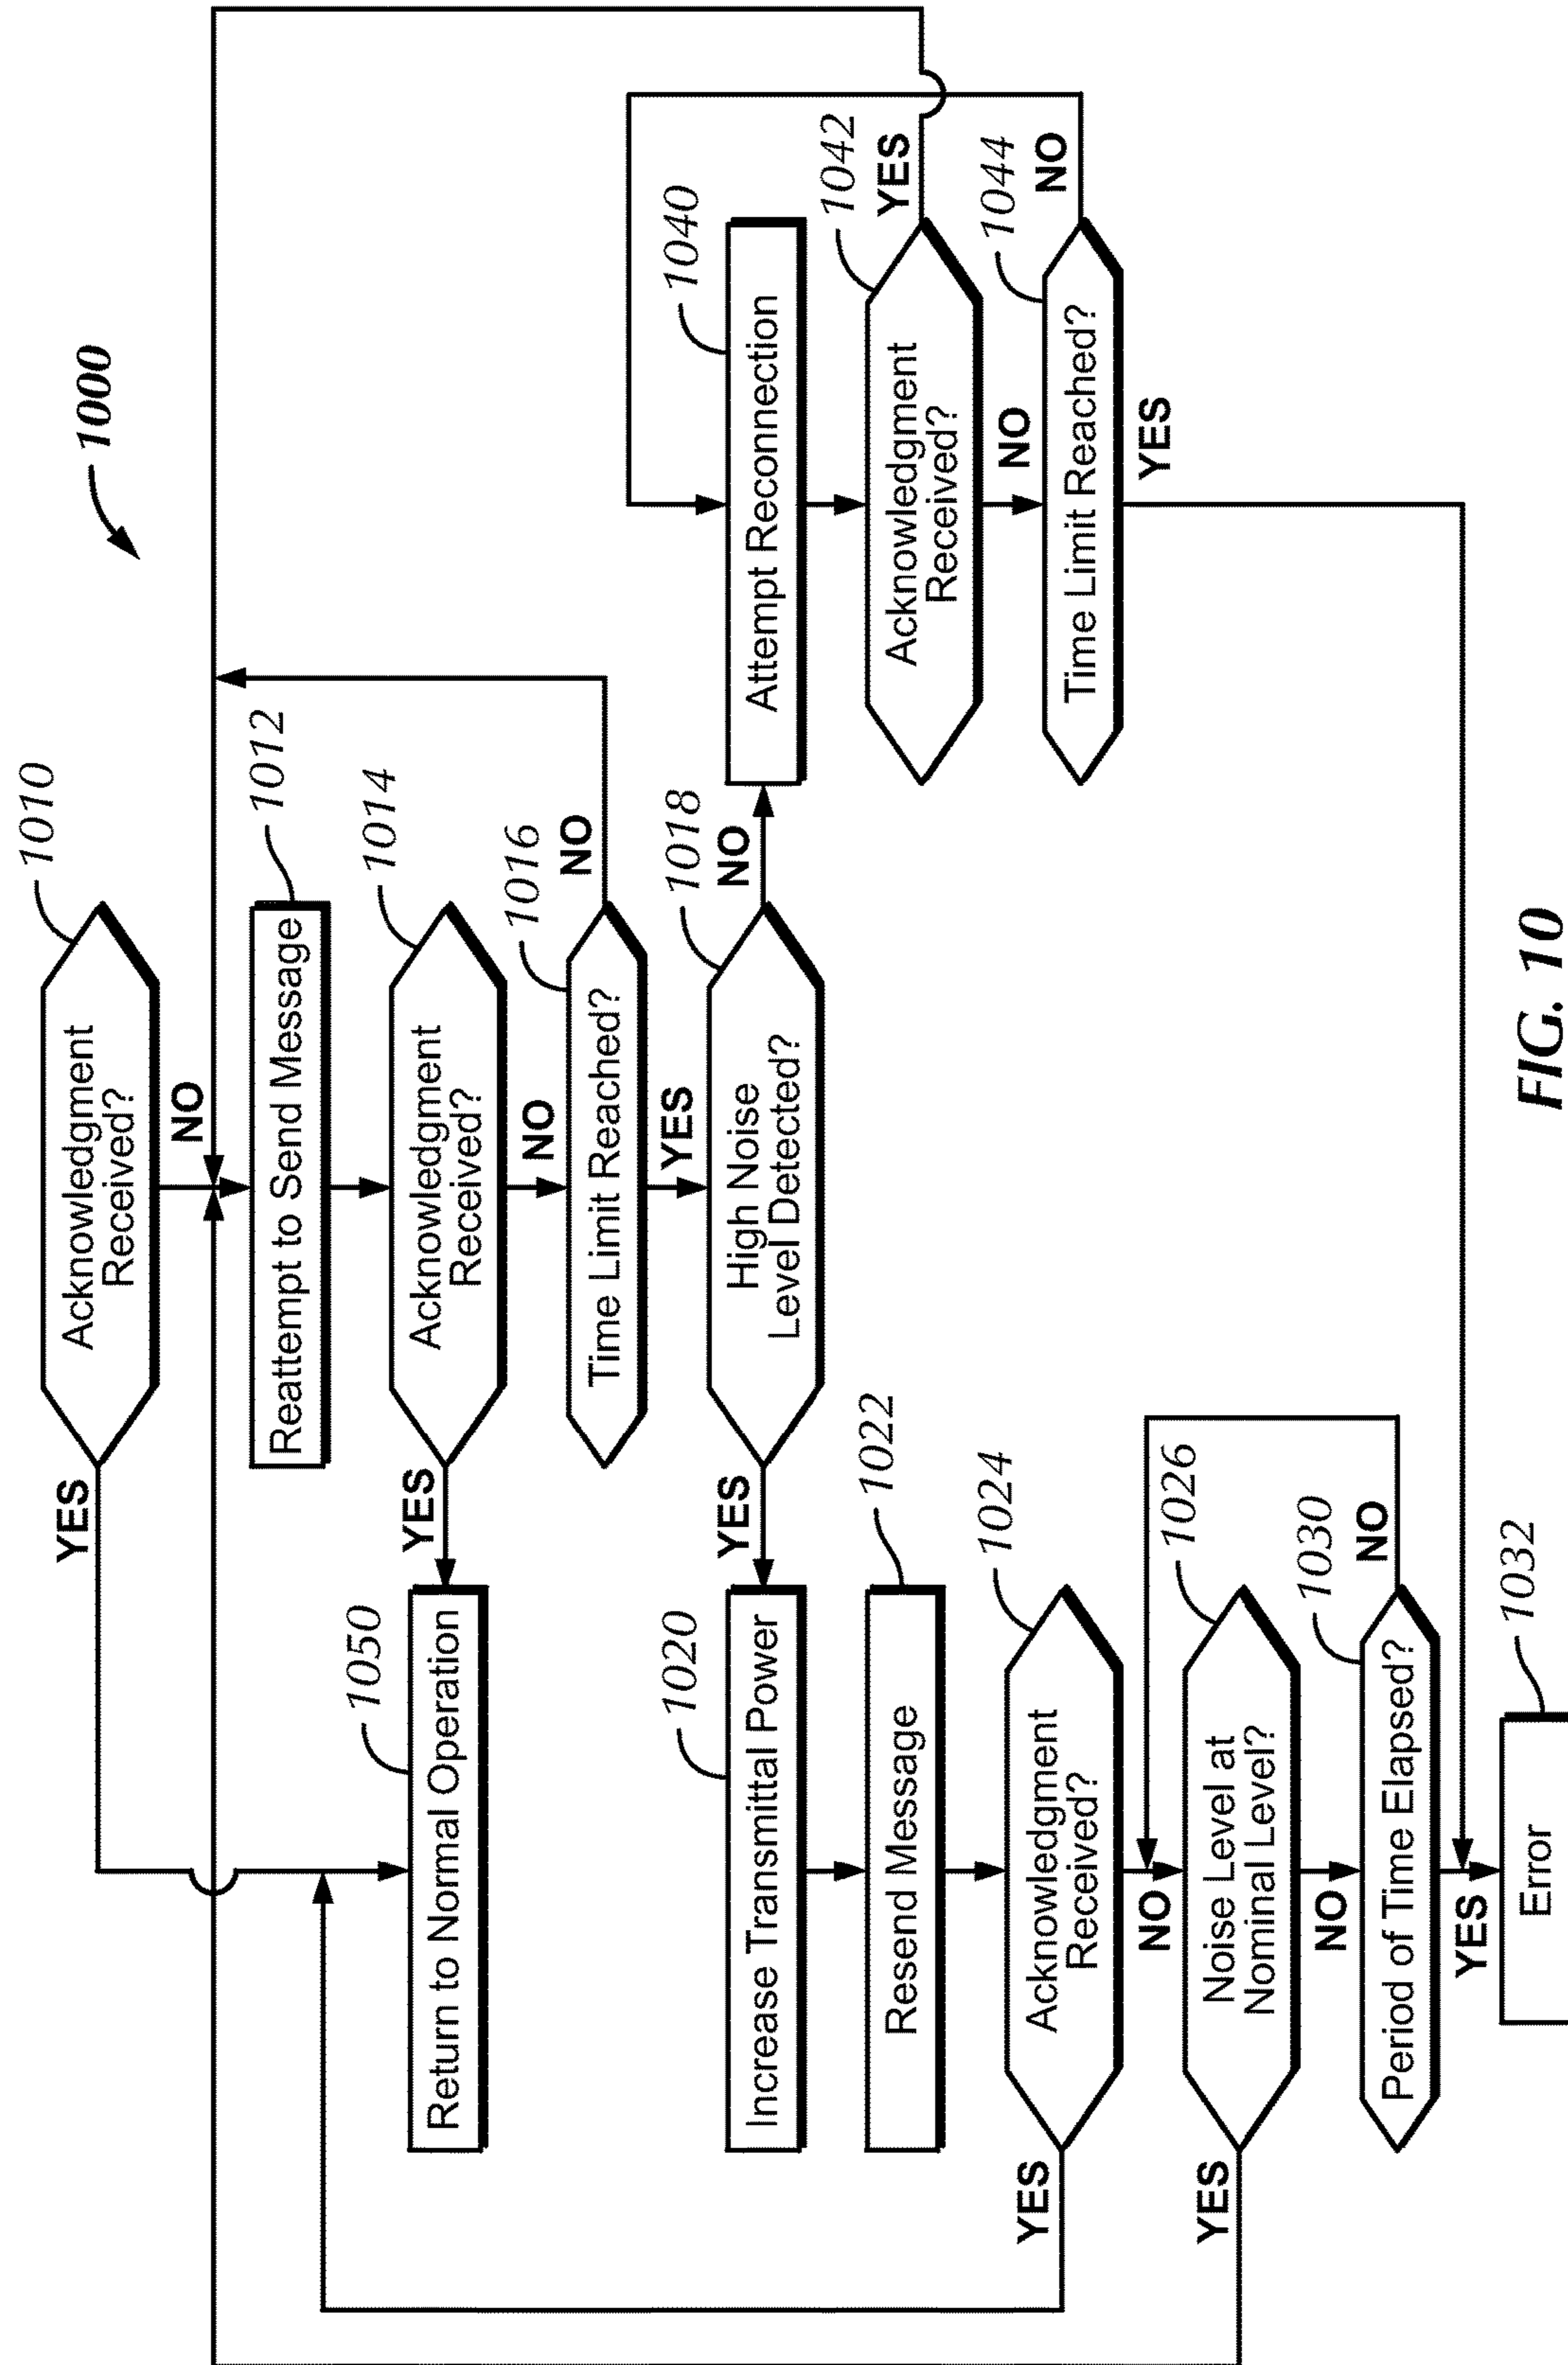 1000
1010
Acknowledgment
Received?
YES
NO
1012
Reattempt to Send Message
1014
Acknowledgment
Received?
YES
NO
1050
Return to Normal Operation
1016
Time Limit Reached?
NO
YES
1018
High Noise
Level Detected?
YES
NO
1020
Increase Transmittal Power
1022
Resend Message
1024
Acknowledgment
Received?
YES
NO
1026
Noise Level at
Nominal Level?
YES
NO
1030
Period of Time Elapsed?
NO
YES
1032
Error
1040
Attempt Reconnection
1042
Acknowledgment
Received?
YES
NO
1044
Time Limit Reached?
NO
YES
FIG. 10